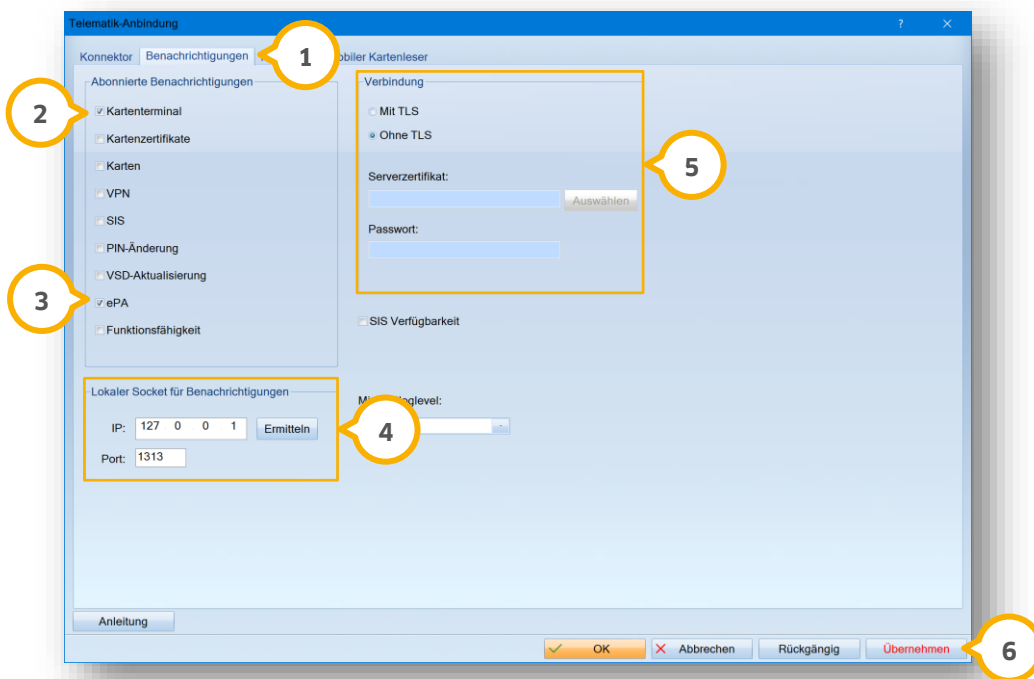 Telematik-Anbindung
?
Konnektor Benachrichtigungen 1 Kartenleser
Abonnierte Benachrichtigungen
Verbindung
2
Kartenterminal
Mit TLS
Kartenzertifikate
Ohne TLS
Karten
5
Serverzertifikat:
VPN
Auswählen
SIS
Passwort:
PIN-Änderung
VSD-Aktualisierung
3
ePA
SIS Verfügbarkeit
Funktionsfähigkeit
Lokaler Socket für Benachrichtigungen
IP: 127 0 0 1 Ermitteln
4
Port: 1313
Anleitung
OK Abbrechen Rückgängig Übernehmen
6